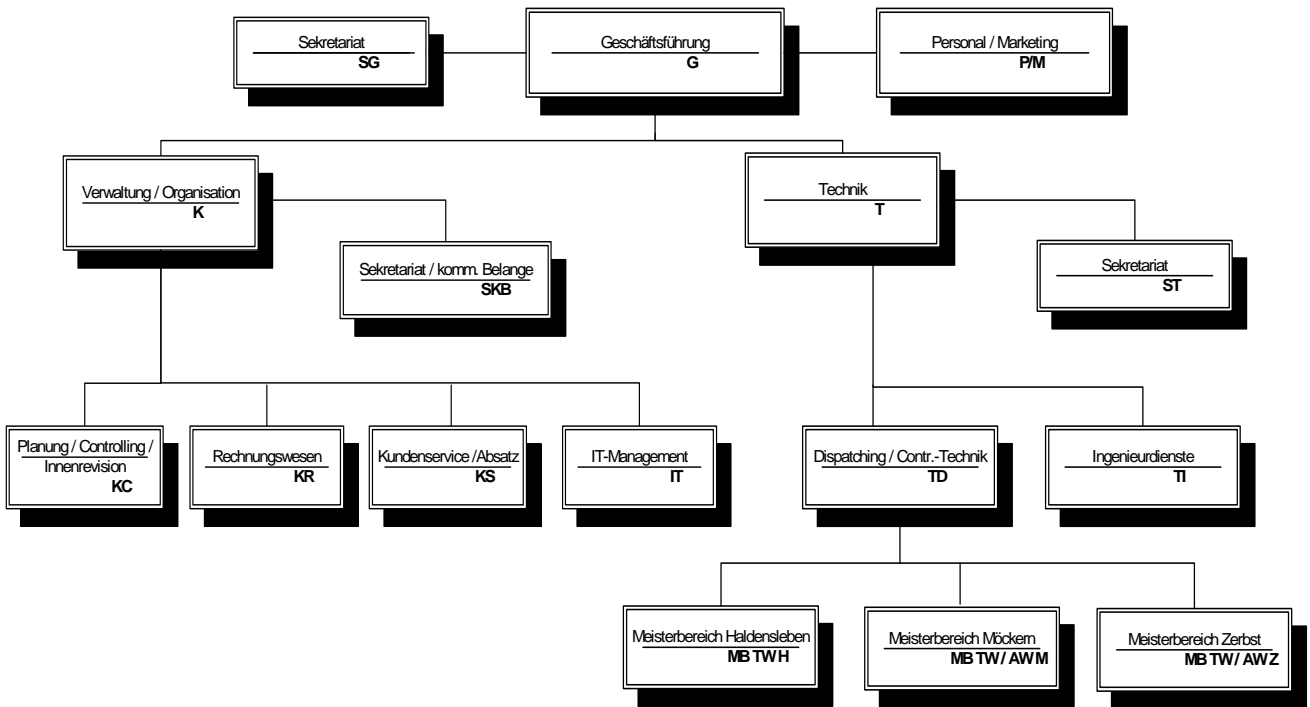 Sekretariat
SG
Geschäftsführung
G
Personal / Marketing
P/M
Verwaltung / Organisation
K
Technik
T
Sekretariat / komm. Belange
SKB
Sekretariat
ST
Planung / Controlling /
Innenrevision
KC
Rechnungswesen
KR
Kundenservice /Absatz
KS
IT-Management
IT
Dispatching / Contr.-Technik
TD
Ingenieurdienste
TI
Meisterbereich Haldensleben
MB TW H
Meisterbereich Möckern
MB TW / AW M
Meisterbereich Zerbst
MB TW / AW Z